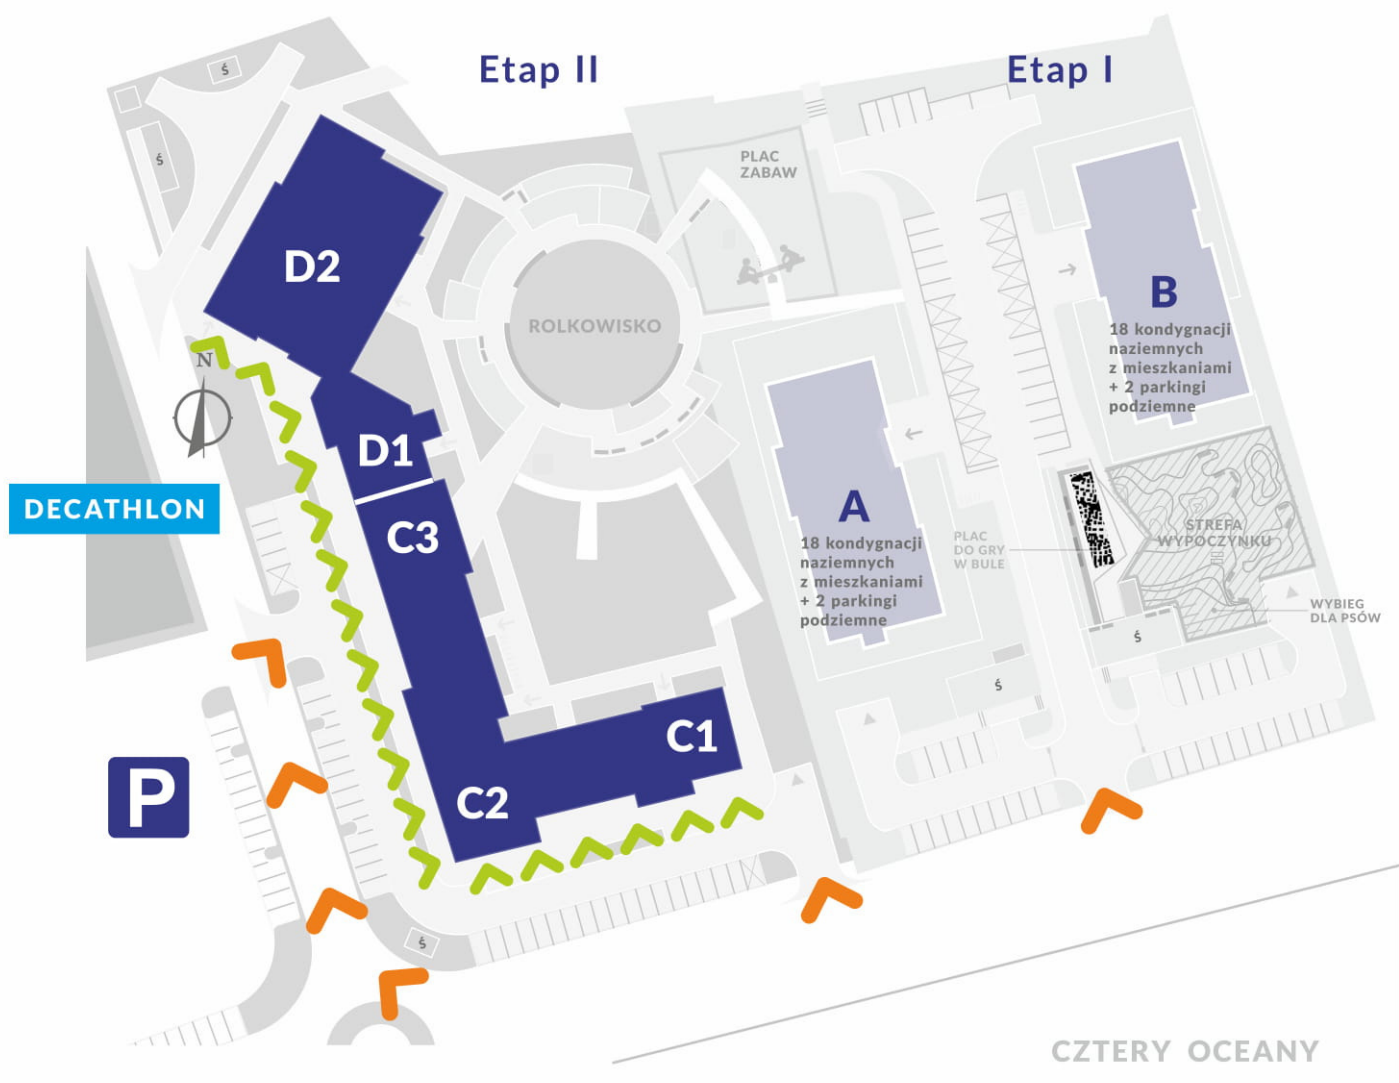 Etap II
Etap I
Ś
Ś
PLAC
ZABAW
D2
ROLKOWISKO
B
18 kondygnacji
naziemnych
z mieszkaniami
+ 2 parkingi
podziemne
N
D1
DECATHLON
C3
A
18 kondygnacji
naziemnych
z mieszkaniami
+ 2 parkingi
podziemne
PLAC
DO GRY
W BULE
STREFA
WYPOCZYNKU
WYBIEG
DLA PSÓW
Ś
Ś
C1
C2
P
Ś
CZTERY OCEANY